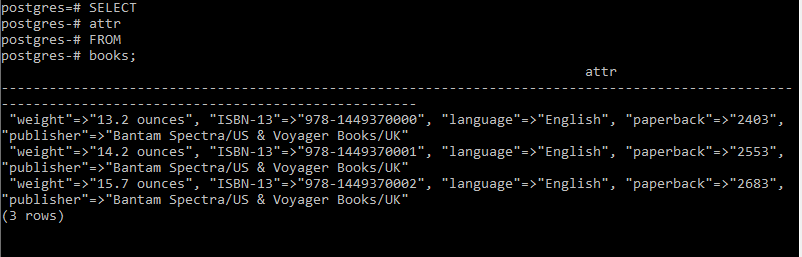 postgres=# SELECT
postgres-# attr
postgres-# FROM
postgres-# books;
attr
---------------------------------------------------------------------------------------------------
----------------------------------------------------
"weight"=>"13.2 ounces", "ISBN-13"=>"978-1449370000", "language"=>"English", "paperback"=>"2403",
"publisher"=>"Bantam Spectra/US & Voyager Books/UK"
"weight"=>"14.2 ounces", "ISBN-13"=>"978-1449370001", "language"=>"English", "paperback"=>"2553",
"publisher"=>"Bantam Spectra/US & Voyager Books/UK"
"weight"=>"15.7 ounces", "ISBN-13"=>"978-1449370002", "language"=>"English", "paperback"=>"2683",
"publisher"=>"Bantam Spectra/US & Voyager Books/UK"
(3 rows)